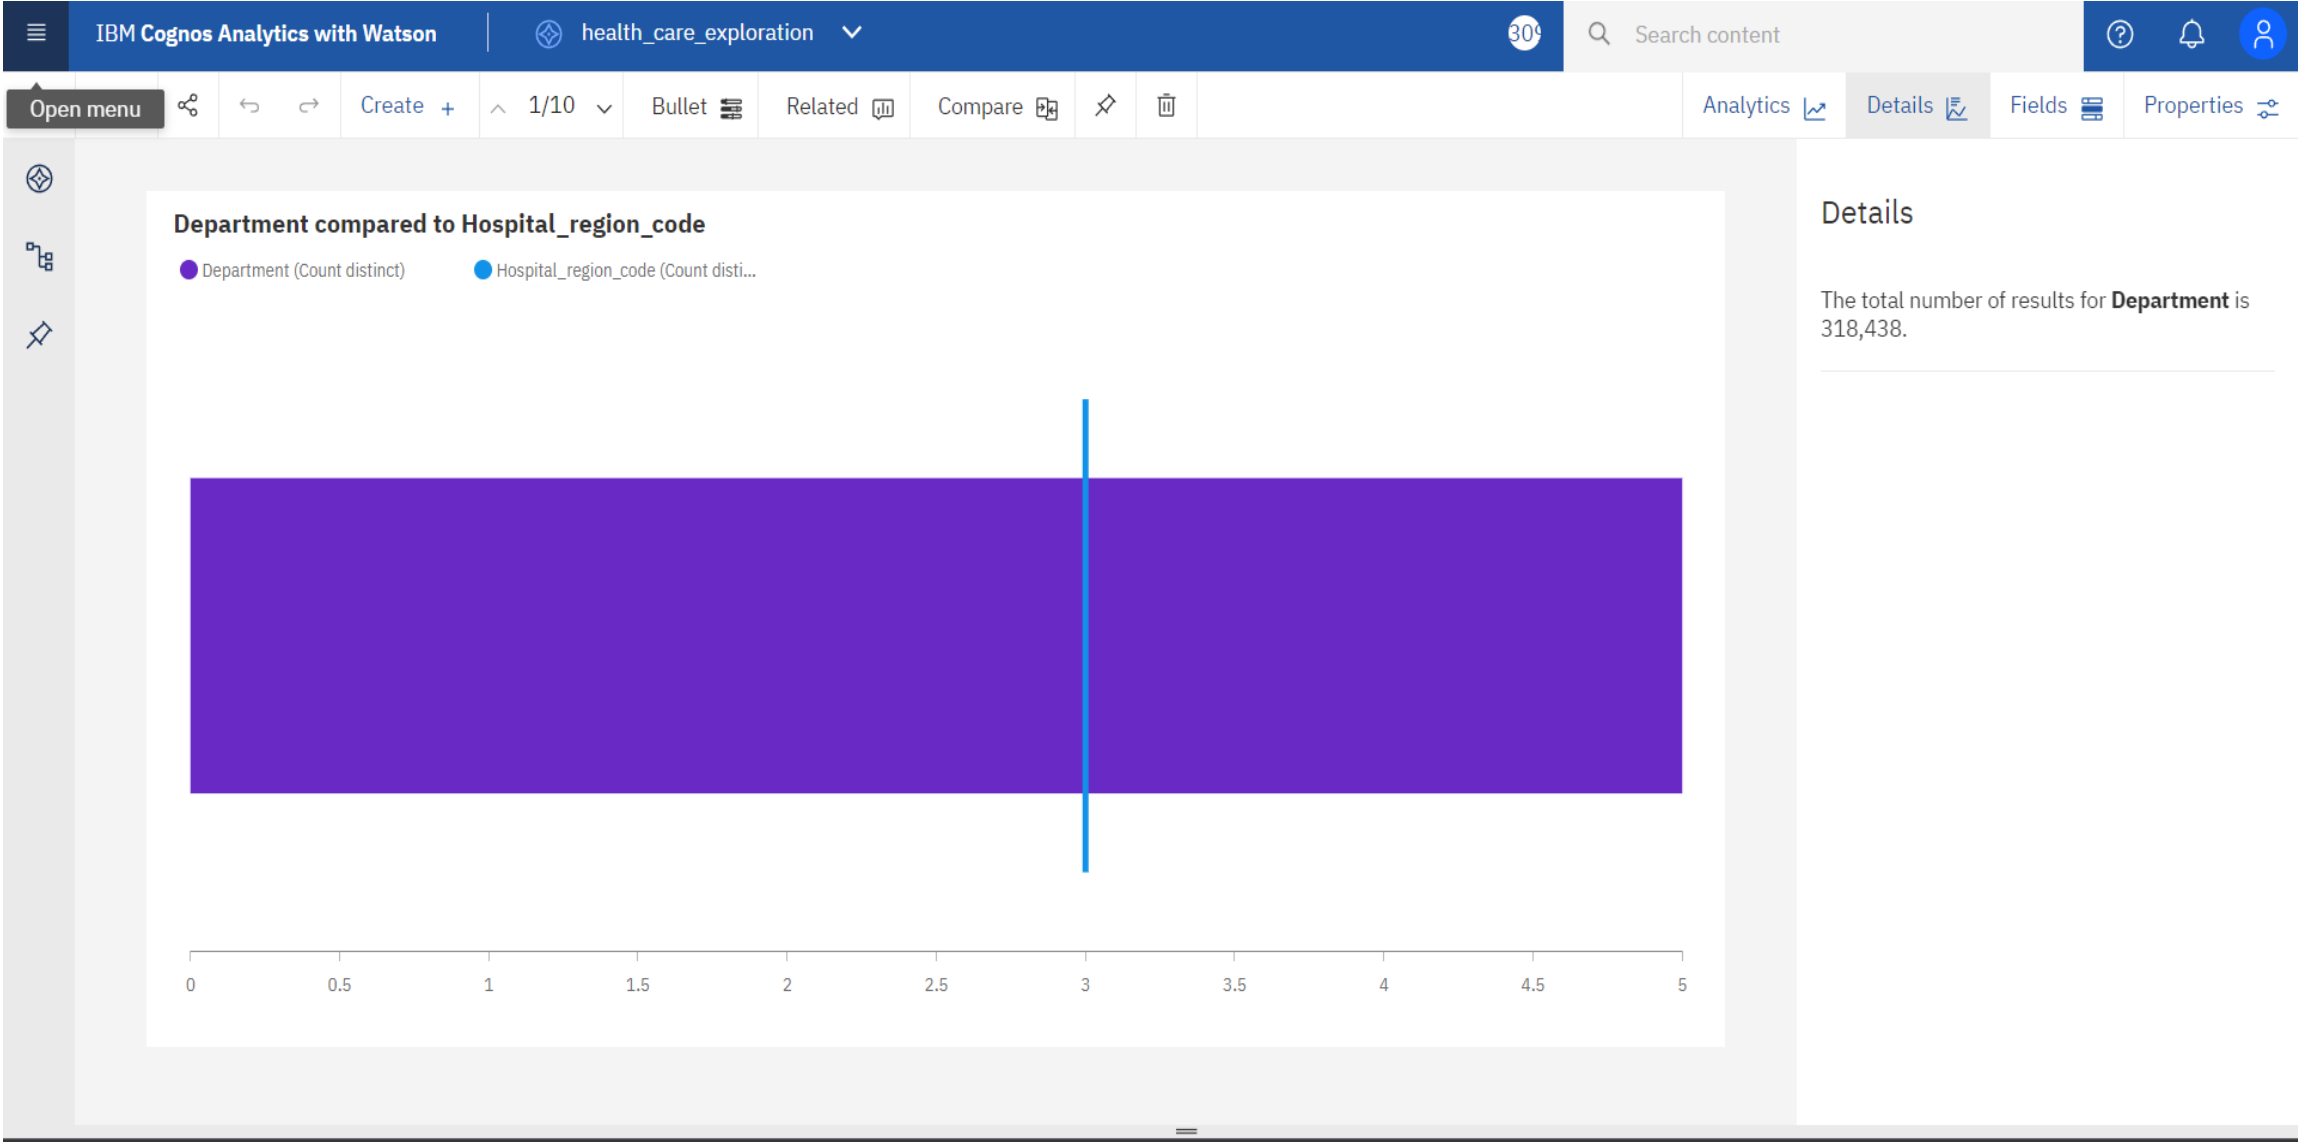 IBM Cognos Analytics with Watson
health_care_exploration
Search content
Open menu
Create +
1/10
Bullet
Related
Compare
Analytics
Details
Fields
Properties
Department compared to Hospital_region_code
Department (Count distinct) Hospital_region_code (Count disti...
0 0.5 1 1.5 2 2.5 3 3.5 4 4.5 5
Details
The total number of results for Department is
318,438.